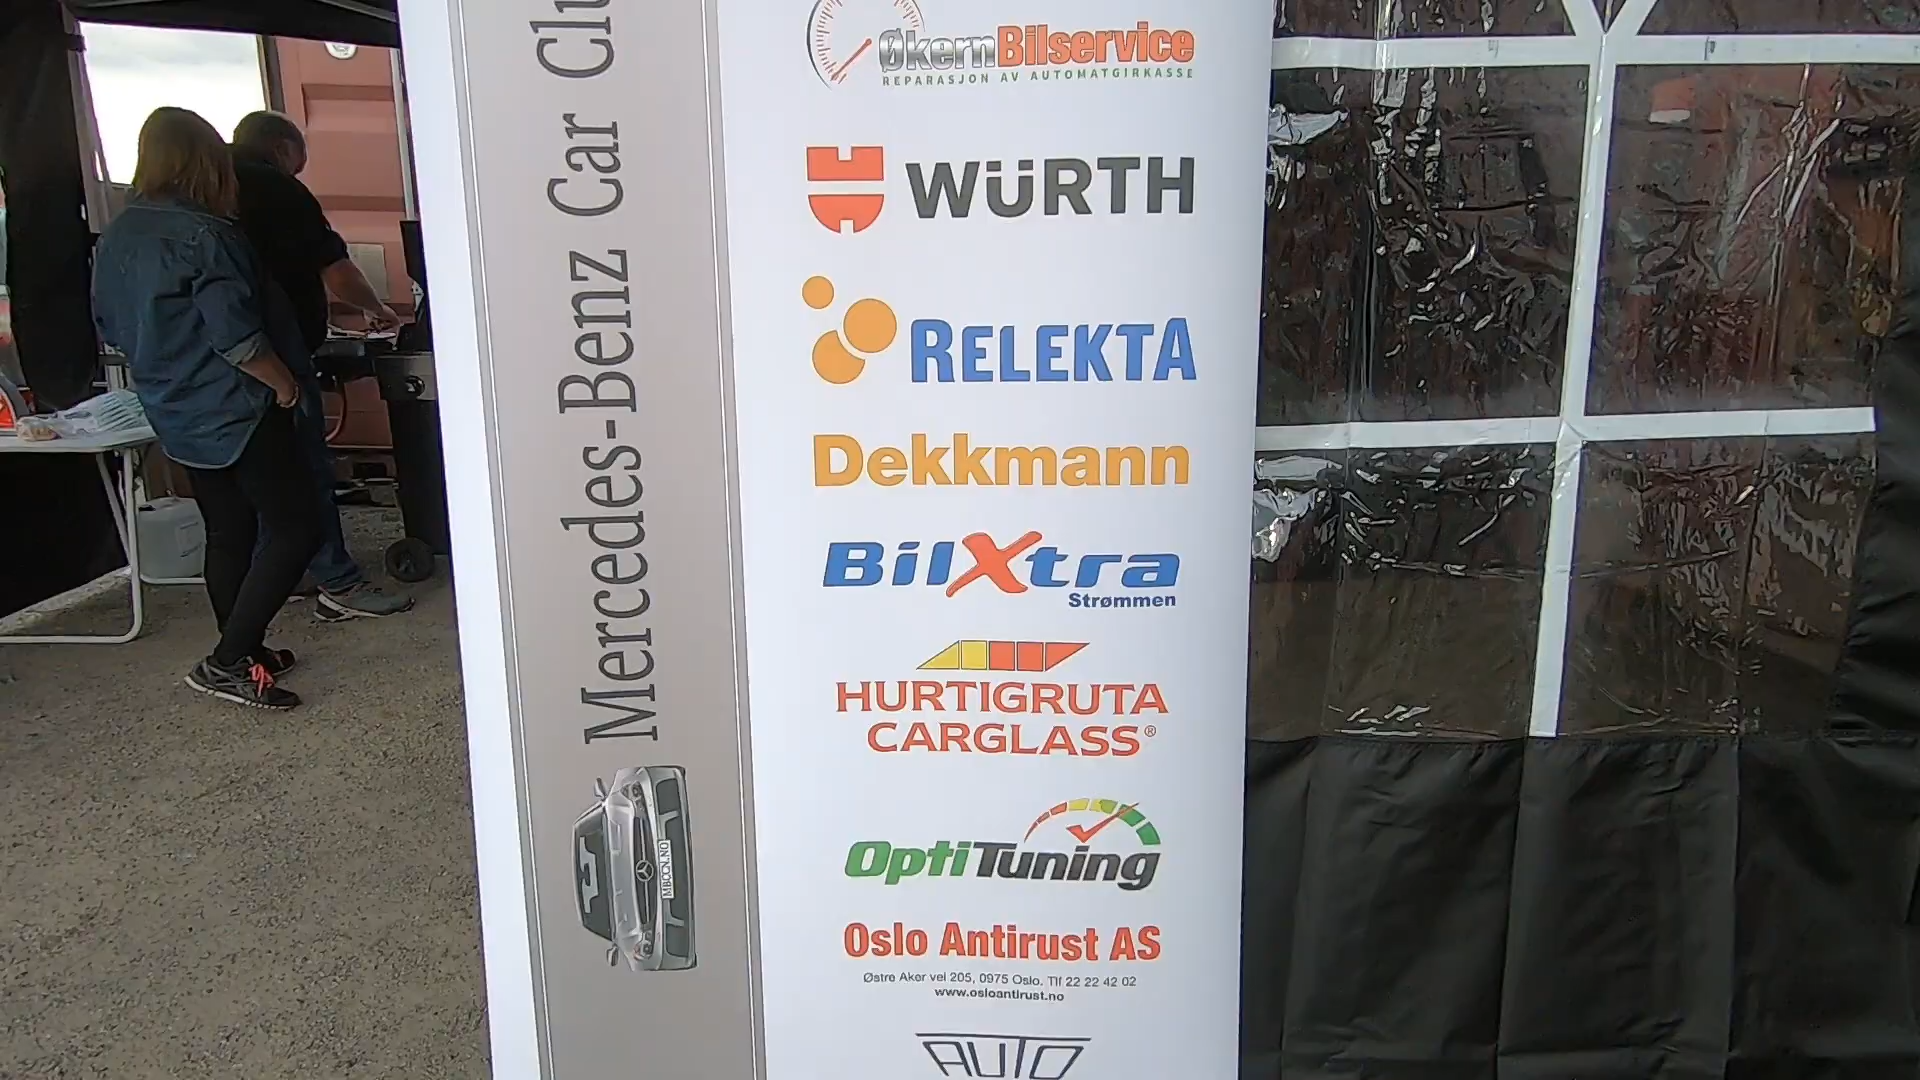 Mercedes-Benz Car Clu
MBCCN.NO
ØkernBilservice
REPARASJON AV AUTOMATGIRKASSE
WÜRTH
RELEKTA
Dekkmann
BilXtra
Strømmen
HURTIGRUTA
CARGLASS®
OptiTuning
Oslo Antirust AS
Østre Aker vei 205, 0975 Oslo. Tlf 22 22 42 02
www.osloantirust.no
AUTO